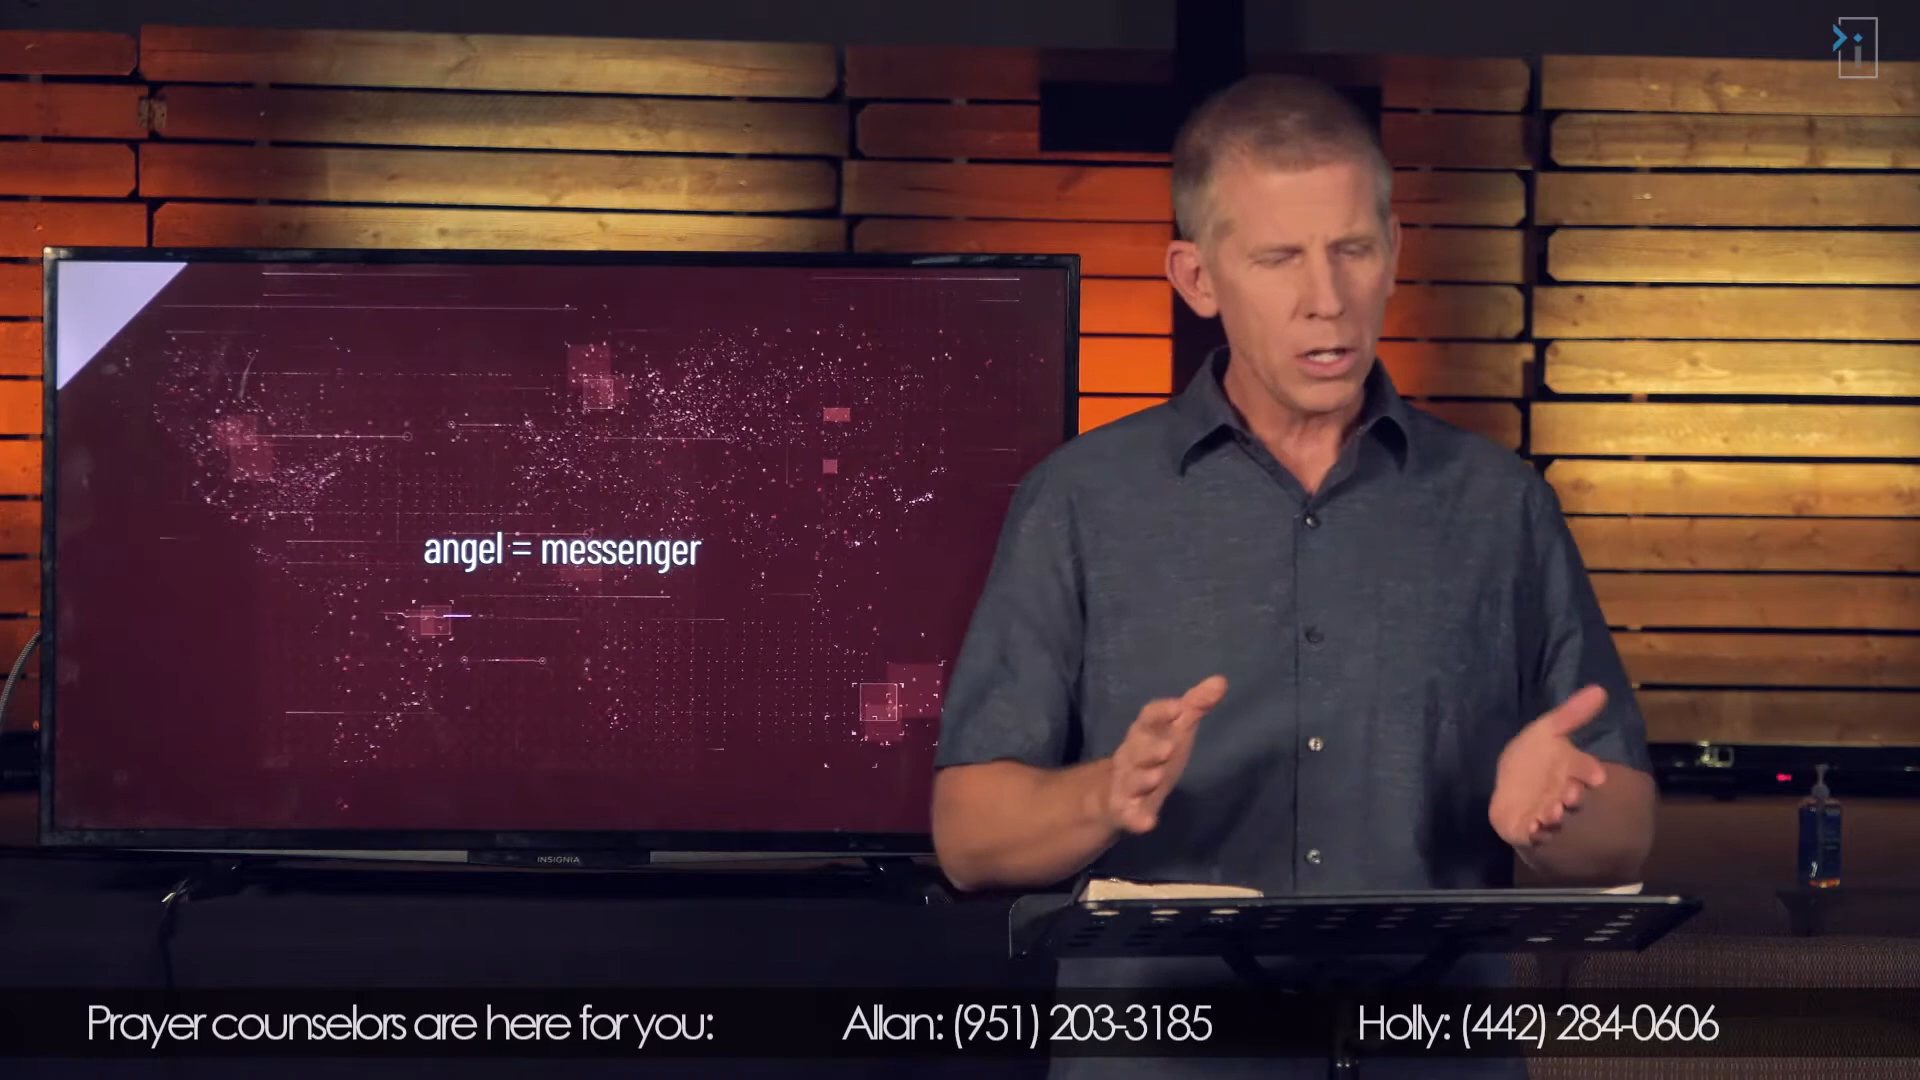 angel = messenger
INSIGNIA
Prayer counselors are here for you: Allan: (951) 203-3185 Holly: (442) 284-0606